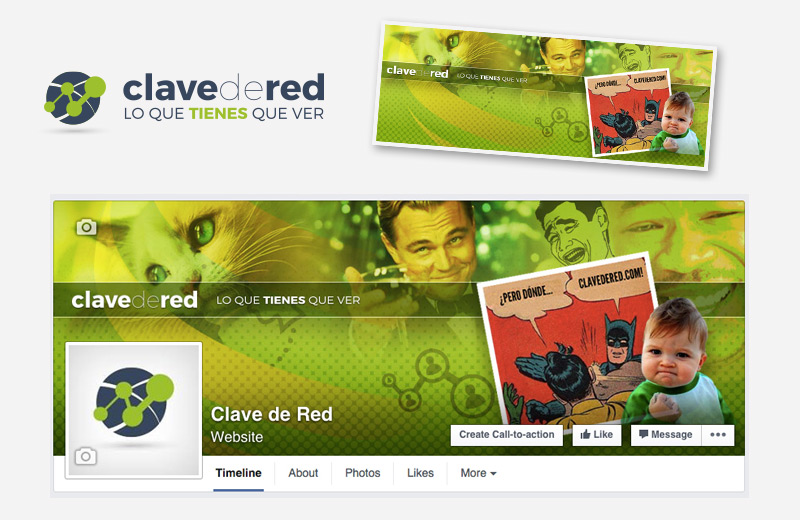 clavedered
LO QUE TIENES QUE VER
clavedered LO QUE TIENES QUE VER
¿PERO DÓNDE... CLAVEDERED.COM!
clavedered LO QUE TIENES QUE VER
¿PERO DÓNDE... CLAVEDERED.COM!
Clave de Red
Website
Create Call-to-action Like Message •••
Timeline About Photos Likes More